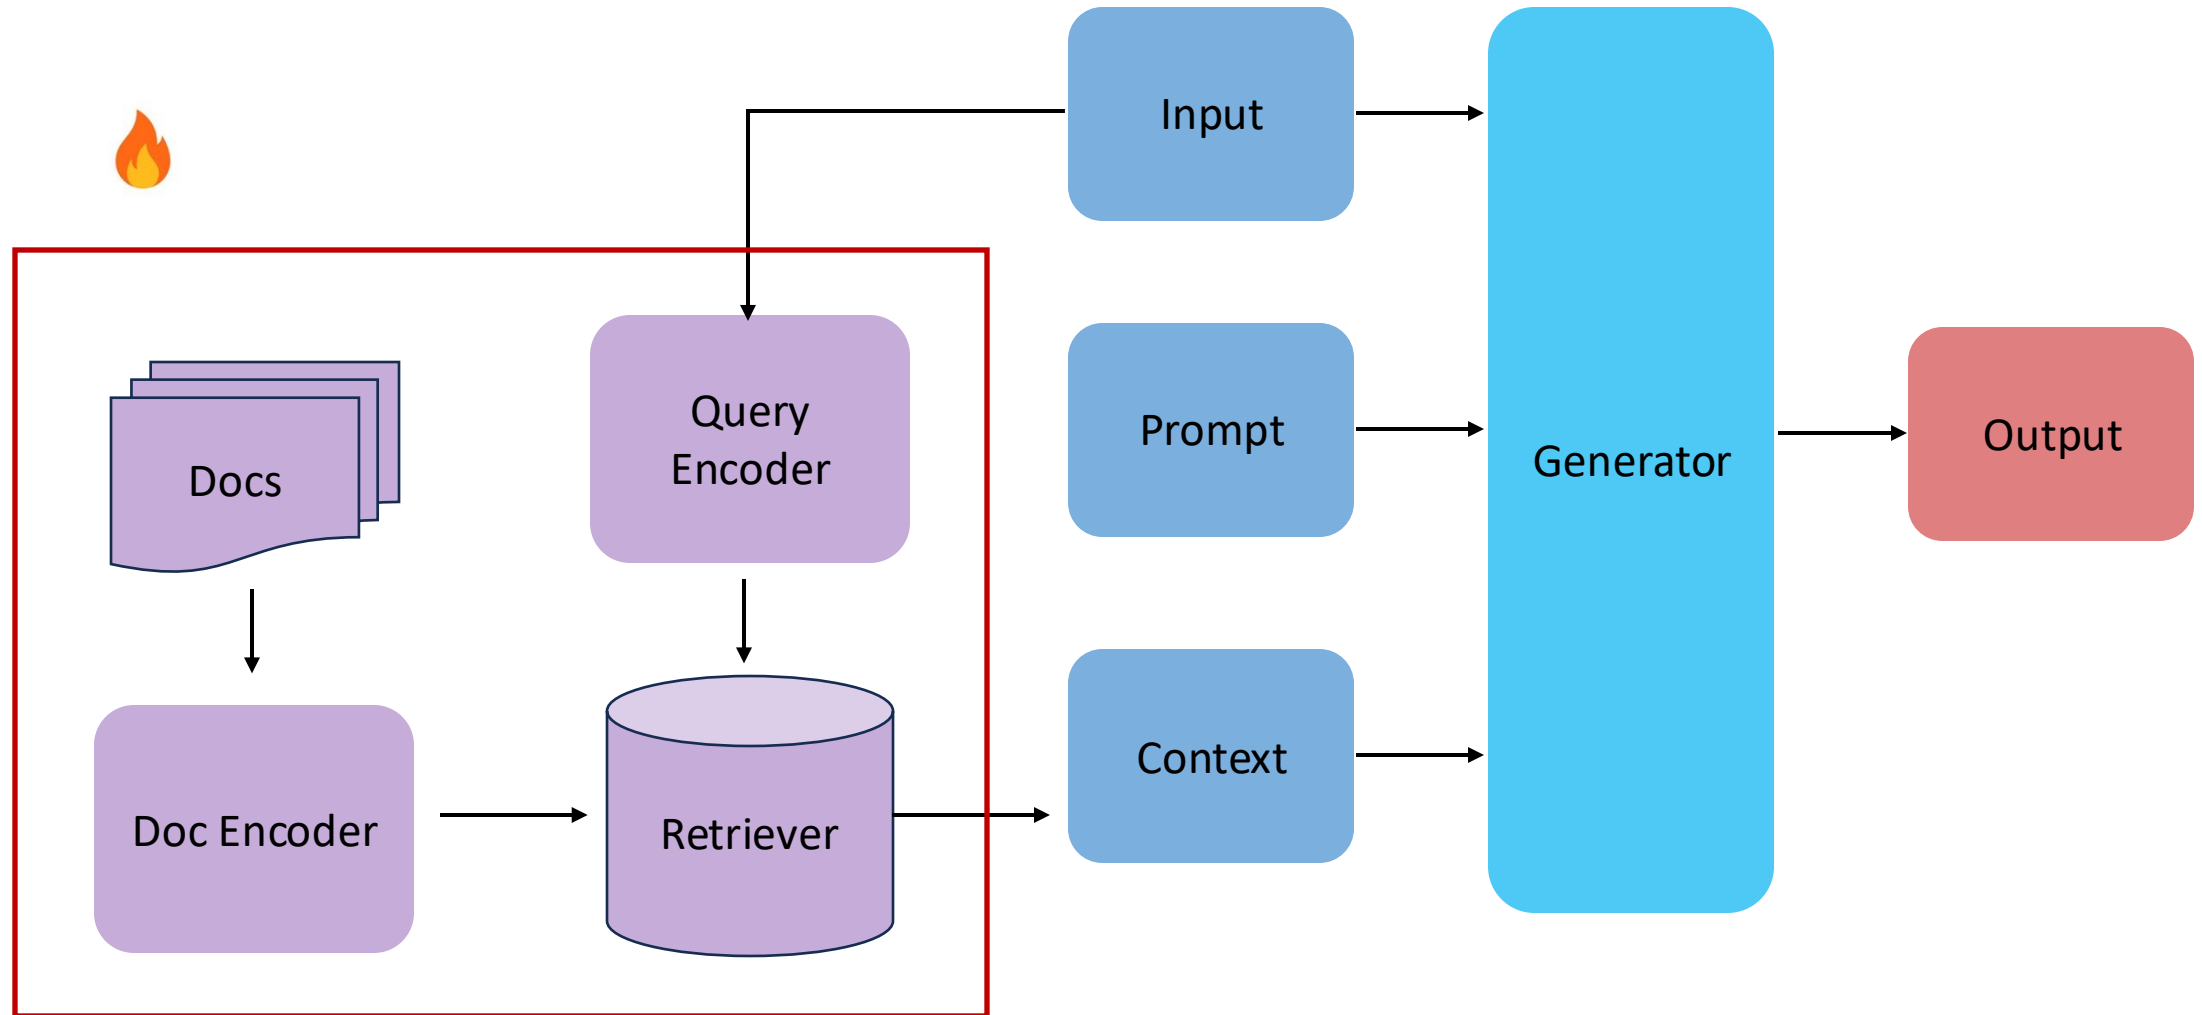 Input
Query
Encoder
Docs
Prompt
Generator
Output
Context
Doc Encoder
Retriever